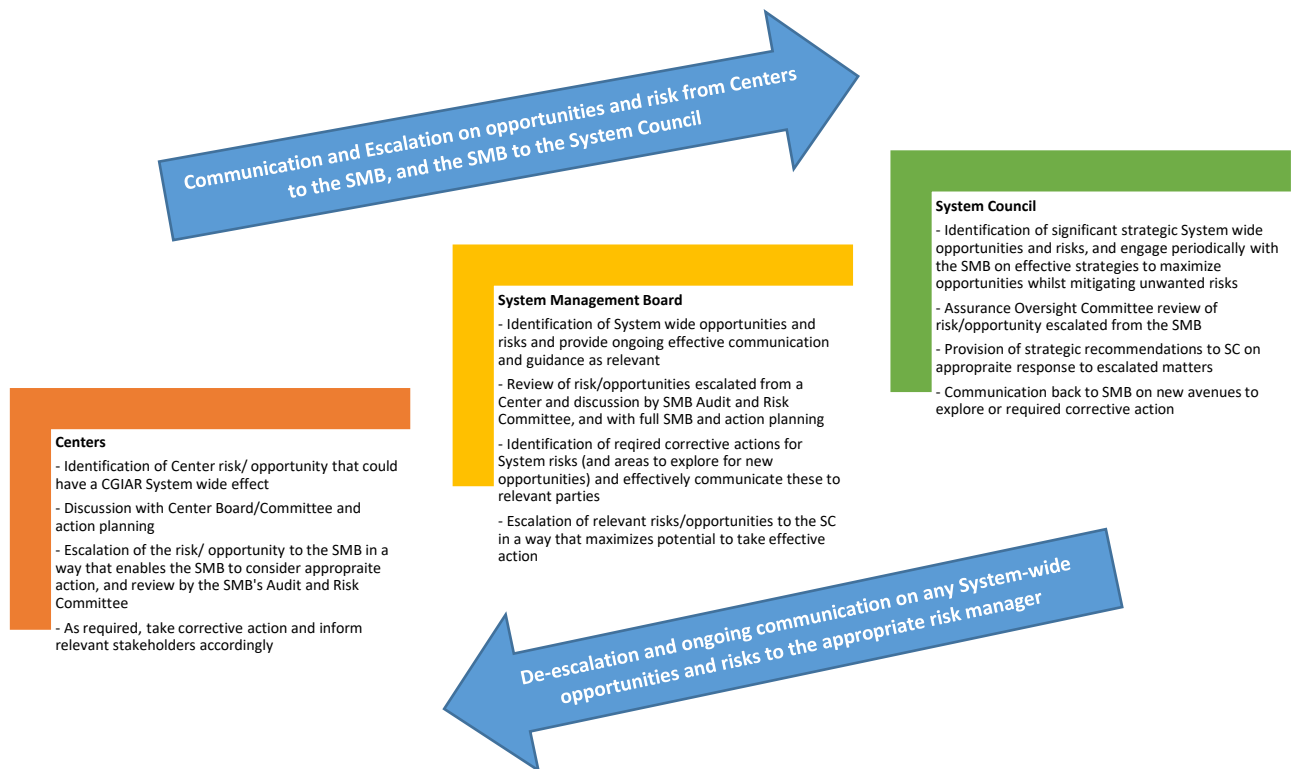 Communication and Escalation on opportunities and risk from Centers
to the SMB, and the SMB to the System Council
Centers
- Identification of Center risk/ opportunity that could
have a CGIAR System wide effect
- Discussion with Center Board/Committee and
action planning
- Escalation of the risk/ opportunity to the SMB in a
way that enables the SMB to consider appropraite
action, and review by the SMB's Audit and Risk
Committee
- As required, take corrective action and inform
relevant stakeholders accordingly
System Management Board
- Identification of System wide opportunities and
risks and provide ongoing effective communication
and guidance as relevant
- Review of risk/opportunities escalated from a
Center and discussion by SMB Audit and Risk
Committee, and with full SMB and action planning
- Identification of reqired corrective actions for
System risks (and areas to explore for new
opportunities) and effectively communicate these to
relevant parties
- Escalation of relevant risks/opportunities to the SC
in a way that maximizes potential to take effective
action
System Council
- Identification of significant strategic System wide
opportunities and risks, and engage periodically with
the SMB on effective strategies to maximize
opportunities whilst mitigating unwanted risks
- Assurance Oversight Committee review of
risk/opportunity escalated from the SMB
- Provision of strategic recommendations to SC on
appropraite response to escalated matters
- Communication back to SMB on new avenues to
explore or required corrective action
De-escalation and ongoing communication on any System-wide
opportunities and risks to the appropriate risk manager